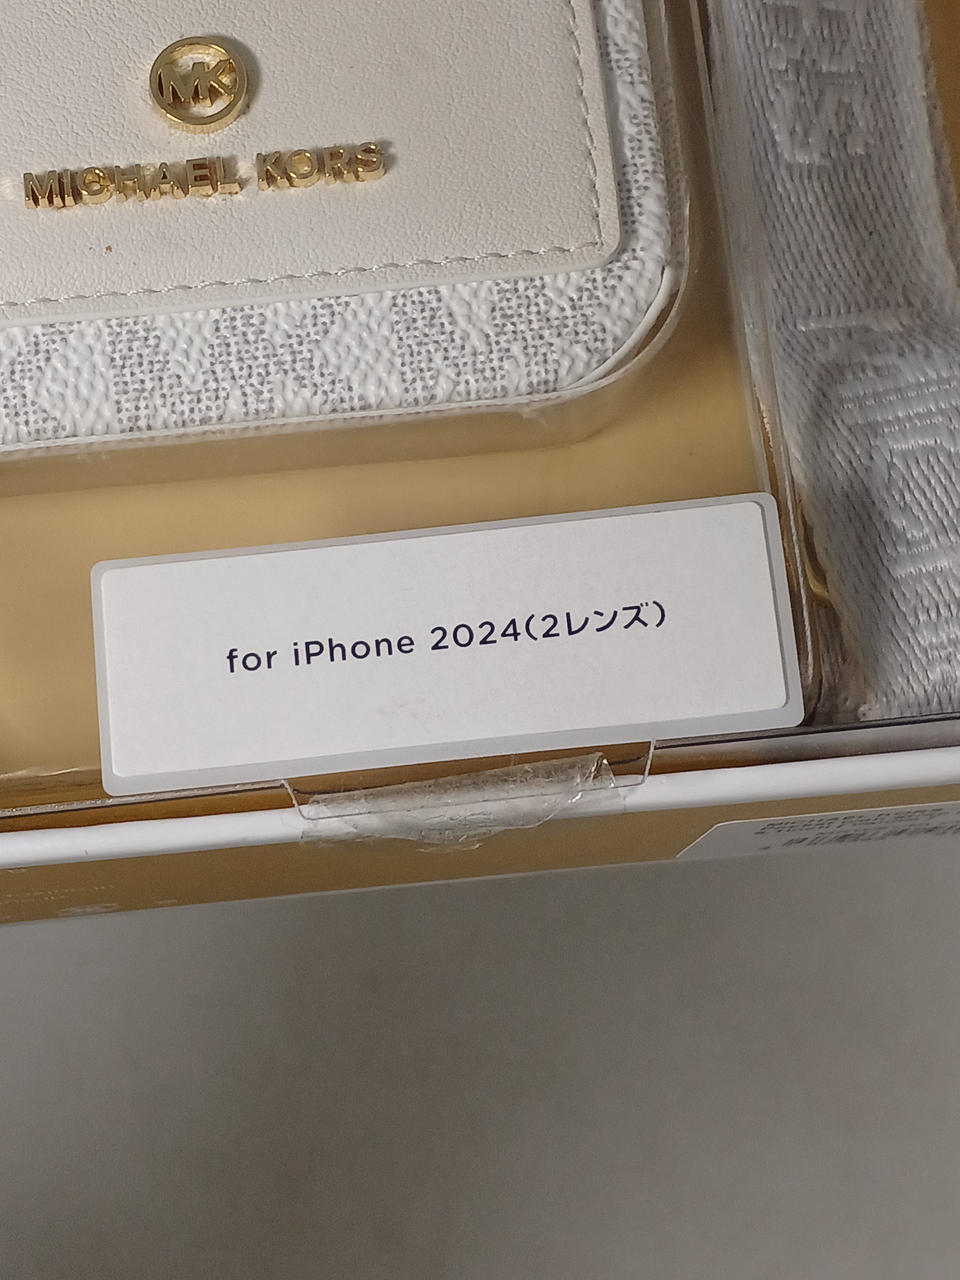 MK
MICHAEL KORS
for iPhone 2024(2レンズ)